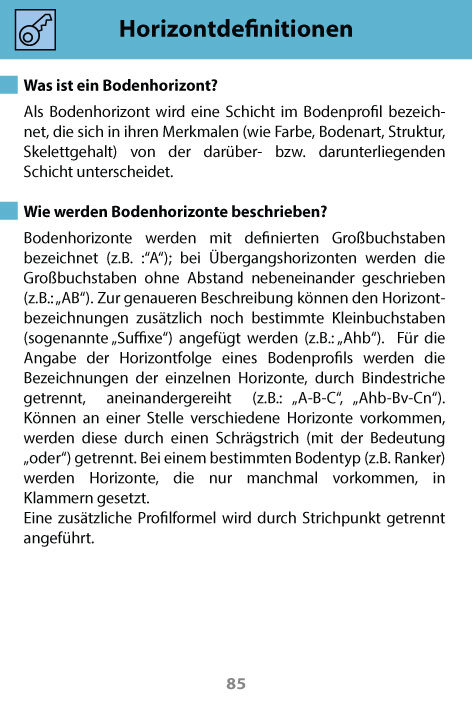 Horizontdefinitionen
Was ist ein Bodenhorizont?
Als Bodenhorizont wird eine Schicht im Bodenprofil bezeich-
net, die sich in ihren Merkmalen (wie Farbe, Bodenart, Struktur,
Skelettgehalt) von der darüber- bzw. darunterliegenden
Schicht unterscheidet.
Wie werden Bodenhorizonte beschrieben?
Bodenhorizonte werden mit definierten Großbuchstaben
bezeichnet (z.B. :“A“); bei Übergangshorizonten werden die
Großbuchstaben ohne Abstand nebeneinander geschrieben
(z.B.: „AB“). Zur genaueren Beschreibung können den Horizont-
bezeichnungen zusätzlich noch bestimmte Kleinbuchstaben
(sogenannte „Suffixe“) angefügt werden (z.B.: „Ahb“). Für die
Angabe der Horizontfolge eines Bodenprofils werden die
Bezeichnungen der einzelnen Horizonte, durch Bindestriche
getrennt, aneinandergereiht (z.B.: „A-B-C“, „Ahb-Bv-Cn“).
Können an einer Stelle verschiedene Horizonte vorkommen,
werden diese durch einen Schrägstrich (mit der Bedeutung
„oder“) getrennt. Bei einem bestimmten Bodentyp (z.B. Ranker)
werden Horizonte, die nur manchmal vorkommen, in
Klammern gesetzt.
Eine zusätzliche Profilformel wird durch Strichpunkt getrennt
angeführt.
85